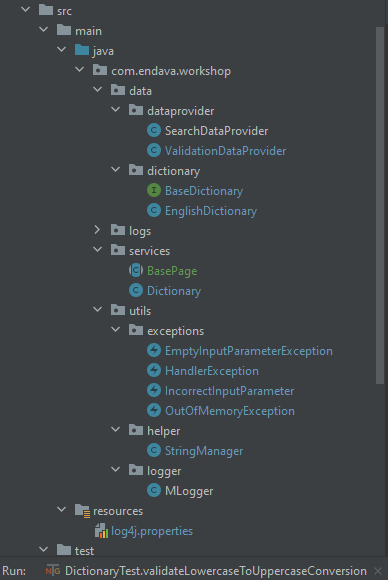 src
main
java
com.endava.workshop
data
dataprovider
SearchDataProvider
ValidationDataProvider
dictionary
BaseDictionary
EnglishDictionary
logs
services
BasePage
Dictionary
utils
exceptions
EmptyInputParameterException
HandlerException
IncorrectInputParameter
OutOfMemoryException
helper
StringManager
logger
MLogger
resources
log4j.properties
test
Run: DictionaryTest.validateLowercaseToUppercaseConversion